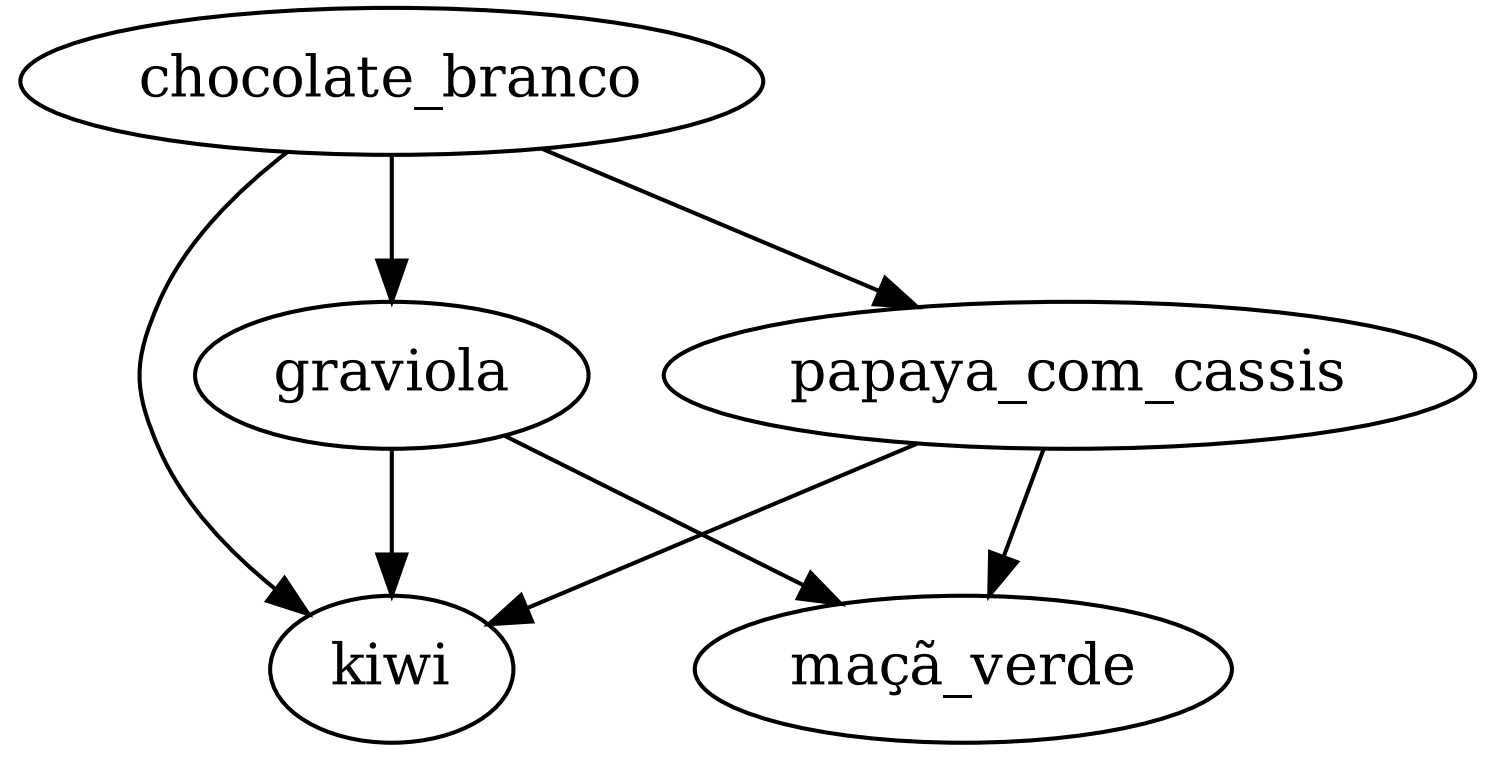 chocolate_branco
graviola
papaya_com_cassis
kiwi
maçã_verde